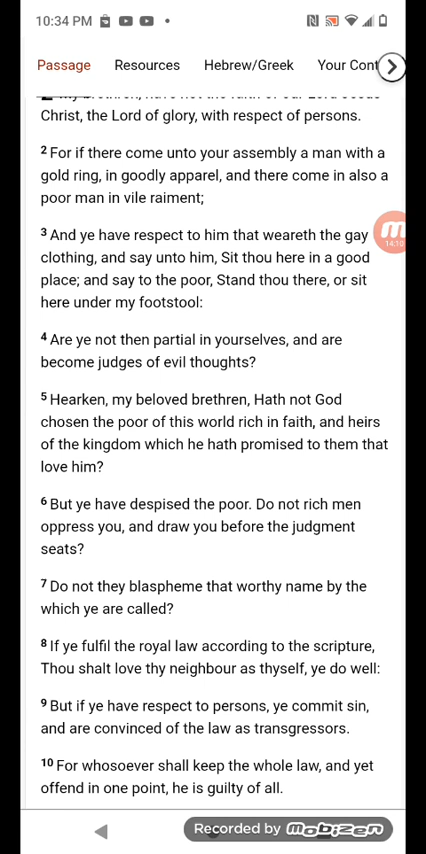 10:34 PM
Passage Resources Hebrew/Greek Your Cont
Christ, the Lord of glory, with respect of persons.
2 For if there come unto your assembly a man with a
gold ring, in goodly apparel, and there come in also a
poor man in vile raiment;
3 And ye have respect to him that weareth the gay
clothing, and say unto him, Sit thou here in a good
place; and say to the poor, Stand thou there, or sit
here under my footstool:
14:10
4 Are ye not then partial in yourselves, and are
become judges of evil thoughts?
5 Hearken, my beloved brethren, Hath not God
chosen the poor of this world rich in faith, and heirs
of the kingdom which he hath promised to them that
love him?
6 But ye have despised the poor. Do not rich men
oppress you, and draw you before the judgment
seats?
7 Do not they blaspheme that worthy name by the
which ye are called?
8 If ye fulfil the royal law according to the scripture,
Thou shalt love thy neighbour as thyself, ye do well:
9 But if ye have respect to persons, ye commit sin,
and are convinced of the law as transgressors.
10 For whosoever shall keep the whole law, and yet
offend in one point, he is guilty of all.
Recorded by mobizen